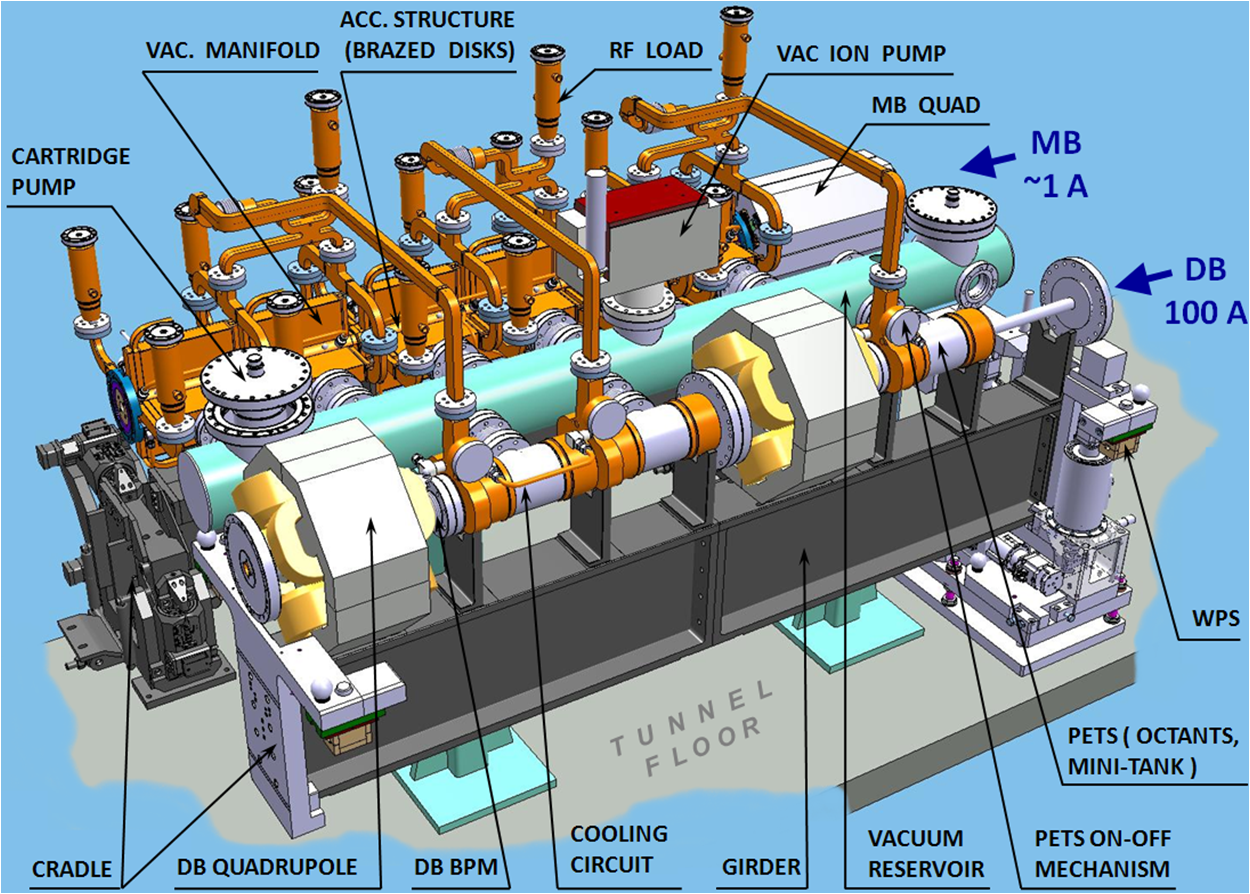 ACC. STRUCTURE
(BRAZED DISKS)
VAC. MANIFOLD
RF LOAD
VAC ION PUMP
MB QUAD
MB
~1 A
CARTRIDGE
PUMP
DB
100 A
WPS
TUNNEL
FLOOR
PETS ( OCTANTS,
MINI-TANK )
CRADLE
DB QUADRUPOLE
DB BPM
COOLING
CIRCUIT
GIRDER
VACUUM
RESERVOIR
PETS ON-OFF
MECHANISM